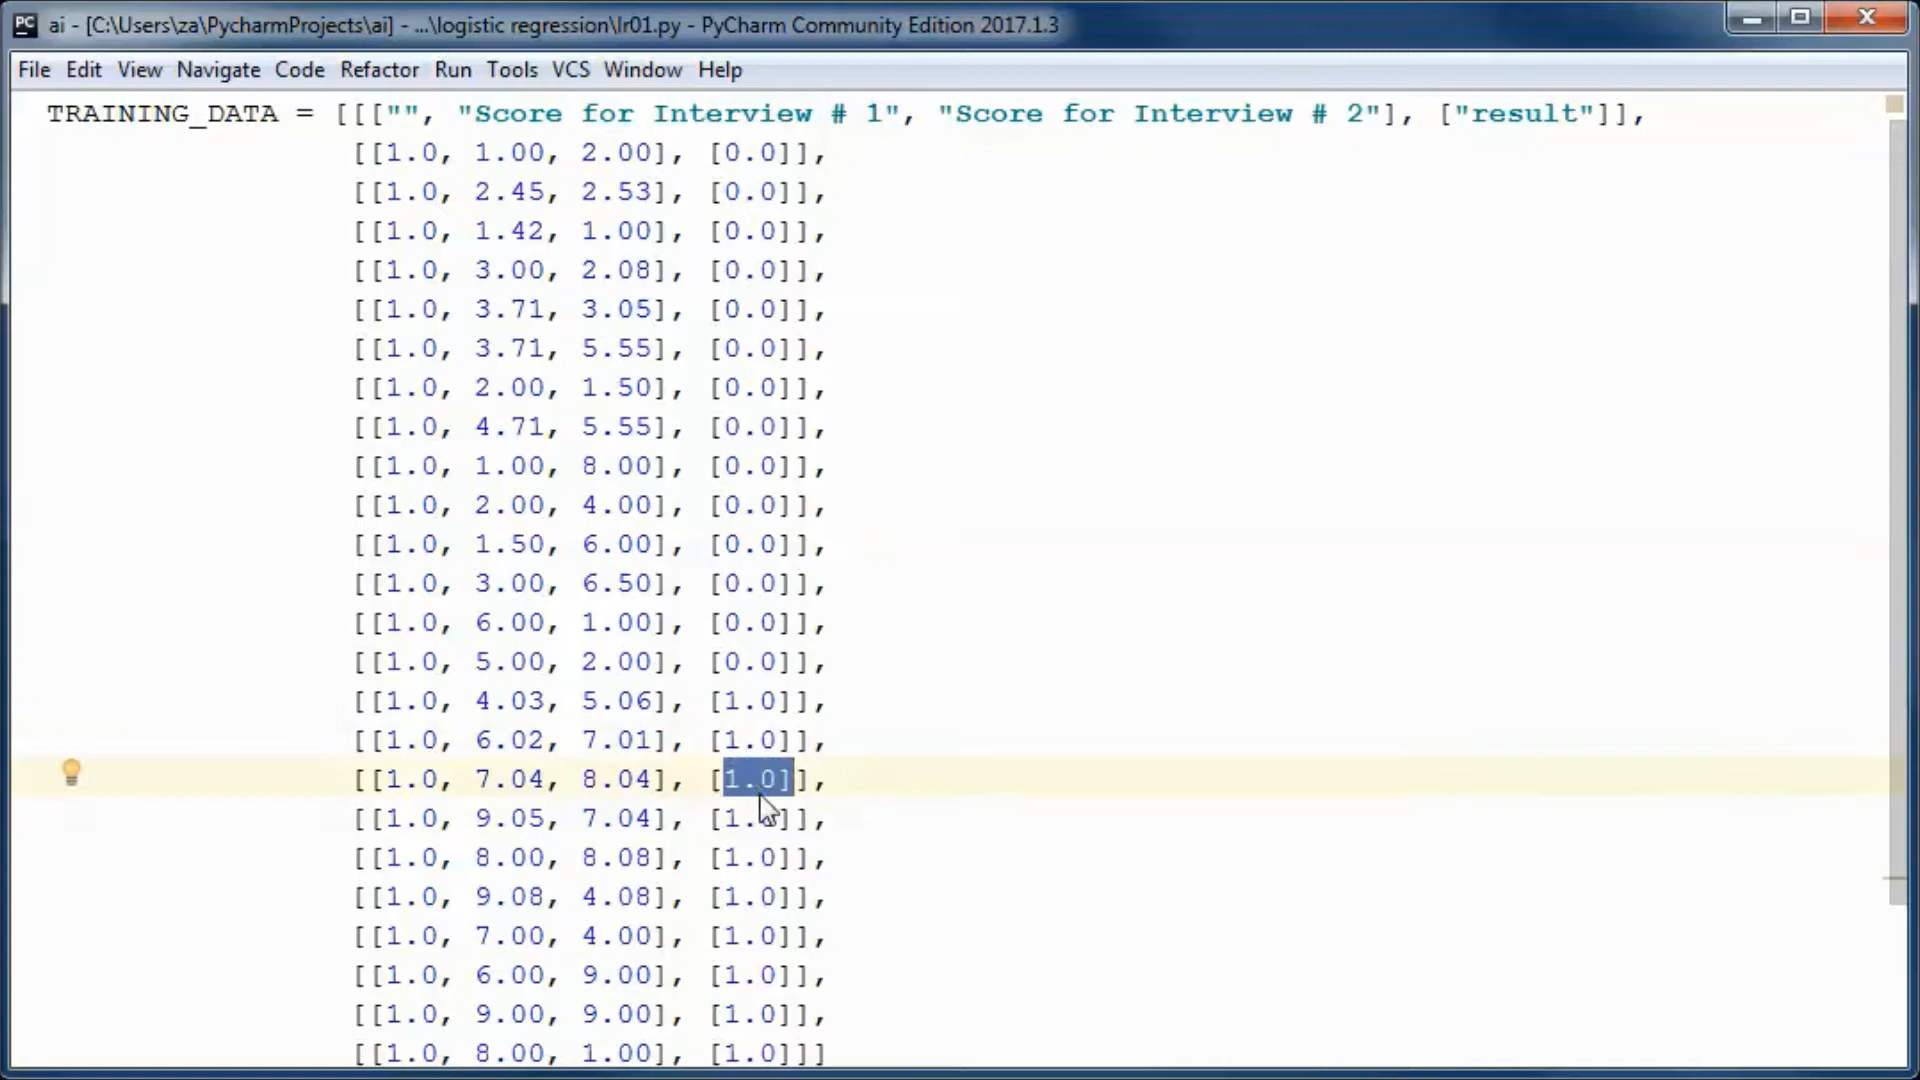 PC ai - [C:\Users\za\PycharmProjects\ai] - ...\logistic regression\lr01.py - PyCharm Community Edition 2017.1.3
File Edit View Navigate Code Refactor Run Tools VCS Window Help
TRAINING_DATA = [[["", "Score for Interview # 1", "Score for Interview # 2"], ["result"]],
[[1.0, 1.00, 2.00], [0.0]],
[[1.0, 2.45, 2.53], [0.0]],
[[1.0, 1.42, 1.00], [0.0]],
[[1.0, 3.00, 2.08], [0.0]],
[[1.0, 3.71, 3.05], [0.0]],
[[1.0, 3.71, 5.55], [0.0]],
[[1.0, 2.00, 1.50], [0.0]],
[[1.0, 4.71, 5.55], [0.0]],
[[1.0, 1.00, 8.00], [0.0]],
[[1.0, 2.00, 4.00], [0.0]],
[[1.0, 1.50, 6.00], [0.0]],
[[1.0, 3.00, 6.50], [0.0]],
[[1.0, 6.00, 1.00], [0.0]],
[[1.0, 5.00, 2.00], [0.0]],
[[1.0, 4.03, 5.06], [1.0]],
[[1.0, 6.02, 7.01], [1.0]],
[[1.0, 7.04, 8.04], [1.0]],
[[1.0, 9.05, 7.04], [1.0]],
[[1.0, 8.00, 8.08], [1.0]],
[[1.0, 9.08, 4.08], [1.0]],
[[1.0, 7.00, 4.00], [1.0]],
[[1.0, 6.00, 9.00], [1.0]],
[[1.0, 9.00, 9.00], [1.0]],
[[1.0, 8.00, 1.00], [1.0]]]